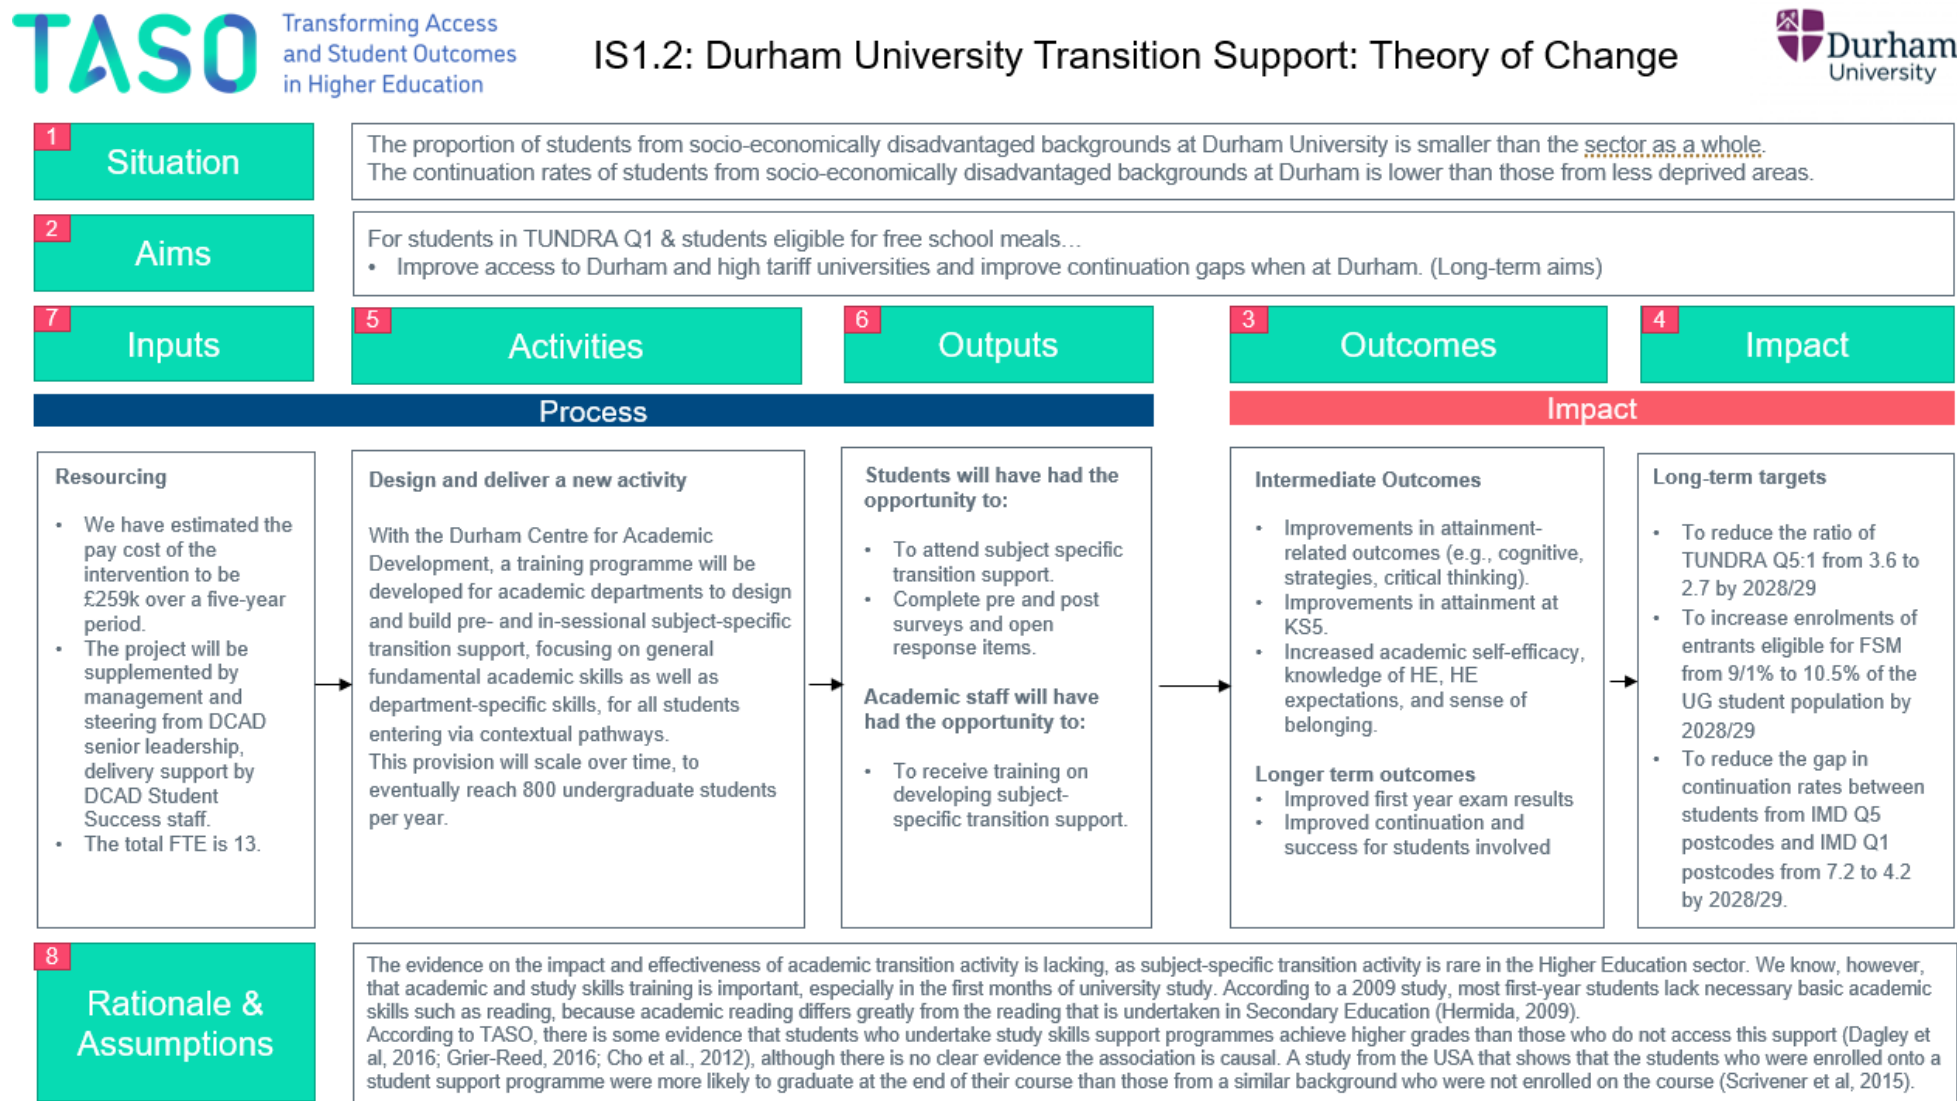 TASO
Transforming Access
and Student Outcomes
in Higher Education
IS1.2: Durham University Transition Support: Theory of Change
Durham
University
1
Situation
The proportion of students from socio-economically disadvantaged backgrounds at Durham University is smaller than the sector as a whole.
The continuation rates of students from socio-economically disadvantaged backgrounds at Durham is lower than those from less deprived areas.
2
Aims
For students in TUNDRA Q1 & students eligible for free school meals…
• Improve access to Durham and high tariff universities and improve continuation gaps when at Durham. (Long-term aims)
7
Inputs
5
Activities
6
Outputs
3
Outcomes
4
Impact
Process
Impact
Resourcing
• We have estimated the
pay cost of the
intervention to be
£259k over a five-year
period.
• The project will be
supplemented by
management and
steering from DCAD
senior leadership,
delivery support by
DCAD Student
Success staff.
• The total FTE is 13.
Design and deliver a new activity
With the Durham Centre for Academic
Development, a training programme will be
developed for academic departments to design
and build pre- and in-sessional subject-specific
transition support, focusing on general
fundamental academic skills as well as
department-specific skills, for all students
entering via contextual pathways.
This provision will scale over time, to
eventually reach 800 undergraduate students
per year.
Students will have had the
opportunity to:
• To attend subject specific
transition support.
• Complete pre and post
surveys and open
response items.
Academic staff will have
had the opportunity to:
• To receive training on
developing subject-
specific transition support.
Intermediate Outcomes
• Improvements in attainment-
related outcomes (e.g., cognitive,
strategies, critical thinking).
• Improvements in attainment at
KS5.
• Increased academic self-efficacy,
knowledge of HE, HE
expectations, and sense of
belonging.
Longer term outcomes
• Improved first year exam results
• Improved continuation and
success for students involved
Long-term targets
• To reduce the ratio of
TUNDRA Q5:1 from 3.6 to
2.7 by 2028/29
• To increase enrolments of
entrants eligible for FSM
from 9/1% to 10.5% of the
UG student population by
2028/29
• To reduce the gap in
continuation rates between
students from IMD Q5
postcodes and IMD Q1
postcodes from 7.2 to 4.2
by 2028/29.
8
Rationale &
Assumptions
The evidence on the impact and effectiveness of academic transition activity is lacking, as subject-specific transition activity is rare in the Higher Education sector. We know, however,
that academic and study skills training is important, especially in the first months of university study. According to a 2009 study, most first-year students lack necessary basic academic
skills such as reading, because academic reading differs greatly from the reading that is undertaken in Secondary Education (Hermida, 2009).
According to TASO, there is some evidence that students who undertake study skills support programmes achieve higher grades than those who do not access this support (Dagley et
al, 2016; Grier-Reed, 2016; Cho et al., 2012), although there is no clear evidence the association is causal. A study from the USA that shows that the students who were enrolled onto a
student support programme were more likely to graduate at the end of their course than those from a similar background who were not enrolled on the course (Scrivener et al, 2015).